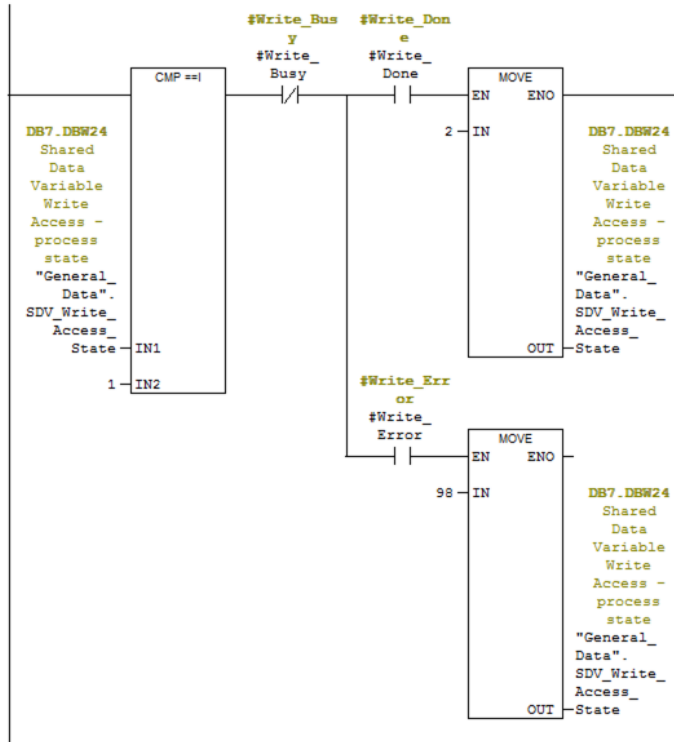 #Write_Bus
y
#Write_
Busy
#Write_Don
e
#Write_
Done
CMP ==I
MOVE
EN ENO
2 IN
DB7.DBW24
Shared
Data
Variable
Write
Access -
process
state
"General_
Data".
SDV_Write_
Access_
State IN1
1 IN2
DB7.DBW24
Shared
Data
Variable
Write
Access -
process
state
"General_
Data".
SDV_Write_
Access_
OUT State
#Write_Err
or
#Write_
Error
MOVE
EN ENO
98 IN
DB7.DBW24
Shared
Data
Variable
Write
Access -
process
state
"General_
Data".
SDV_Write_
Access_
OUT State